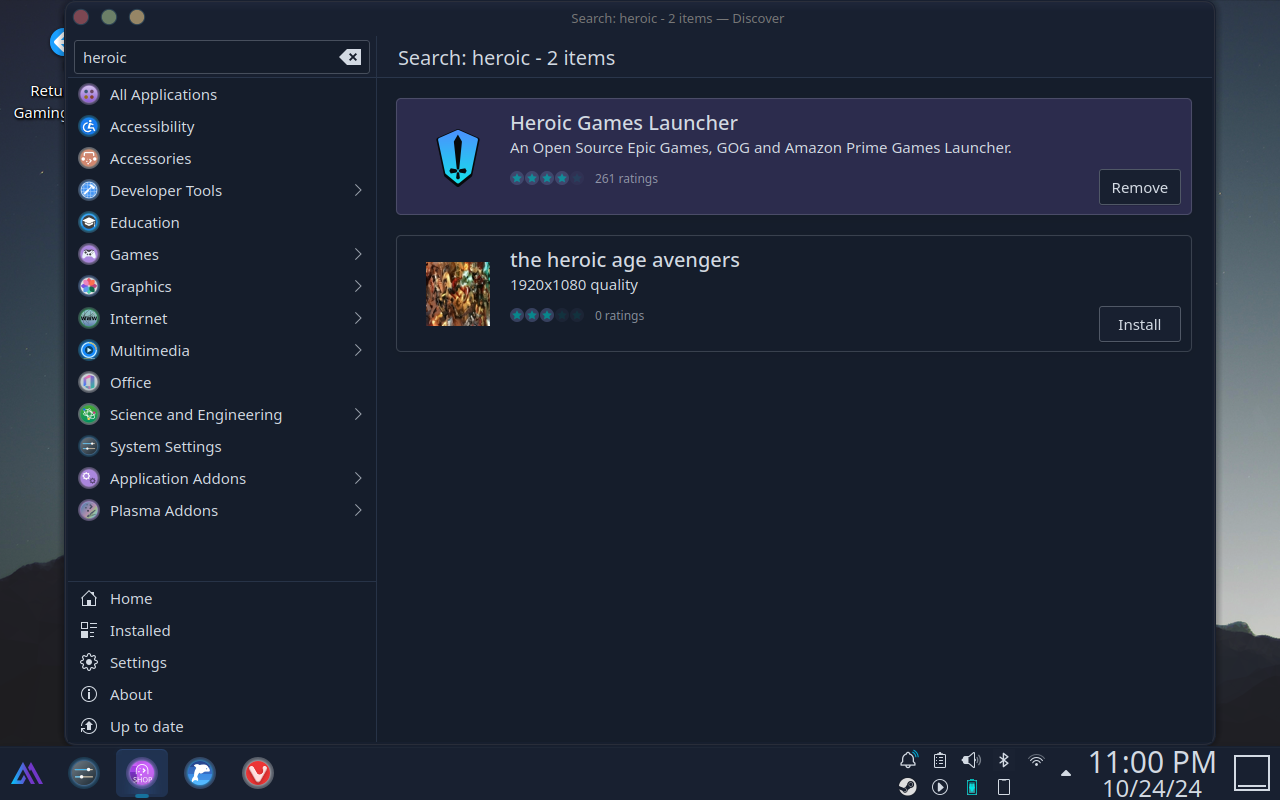 Search: heroic - 2 items — Discover
Retu
Gaming
heroic
All Applications
Accessibility
Accessories
Developer Tools
Education
Games
Graphics
Internet
Multimedia
Office
Science and Engineering
System Settings
Application Addons
Plasma Addons
Home
Installed
Settings
About
Up to date
Search: heroic - 2 items
Heroic Games Launcher
An Open Source Epic Games, GOG and Amazon Prime Games Launcher.
261 ratings
Remove
the heroic age avengers
1920x1080 quality
0 ratings
Install
www
SHOP
11:00 PM
10/24/24